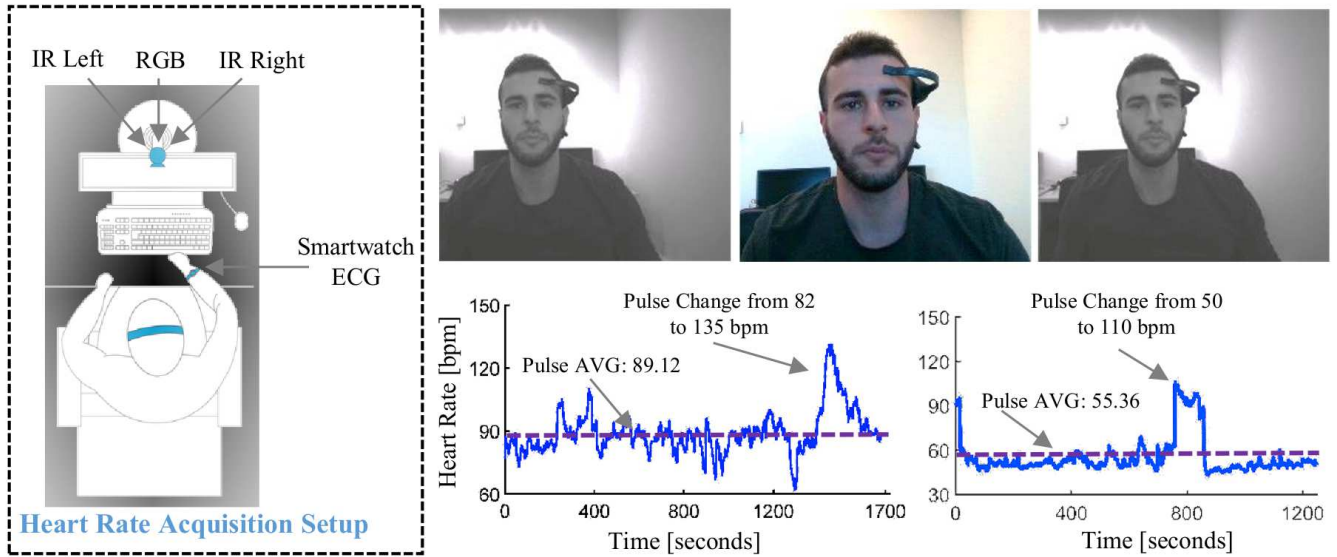 IR Left RGB IR Right
Smartwatch
ECG
Heart Rate Acquisition Setup
Pulse Change from 82
to 135 bpm
Pulse AVG: 89.12
Heart Rate [bpm]
150
120
90
60
0 400 800 1200 1700
Time [seconds]
Pulse Change from 50
to 110 bpm
Pulse AVG: 55.36
150
120
90
60
30
0 400 800 1200
Time [seconds]